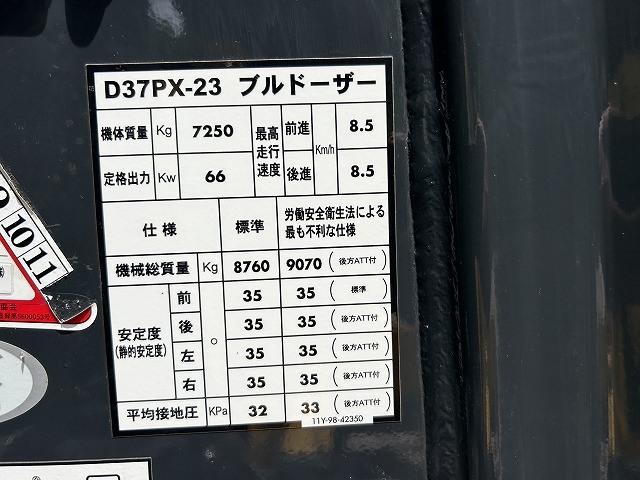 D37PX-23 ブルドーザー
機体質量 Kg 7250 最高走行速度 前進 Km/h 8.5
定格出力 Kw 66 後進 8.5
仕様 標準 労働安全衛生法による
最も不利な仕様
機械総質量 Kg 8760 9070 (後方ATT付)
安定度 (静的安定度) 前 ° 35 35 (標準)
後 35 35 (後方ATT付)
左 35 35 (後方ATT付)
右 35 35 (後方ATT付)
平均接地圧 KPa 32 33 (後方ATT付)
11Y-98-42350
9 10 11